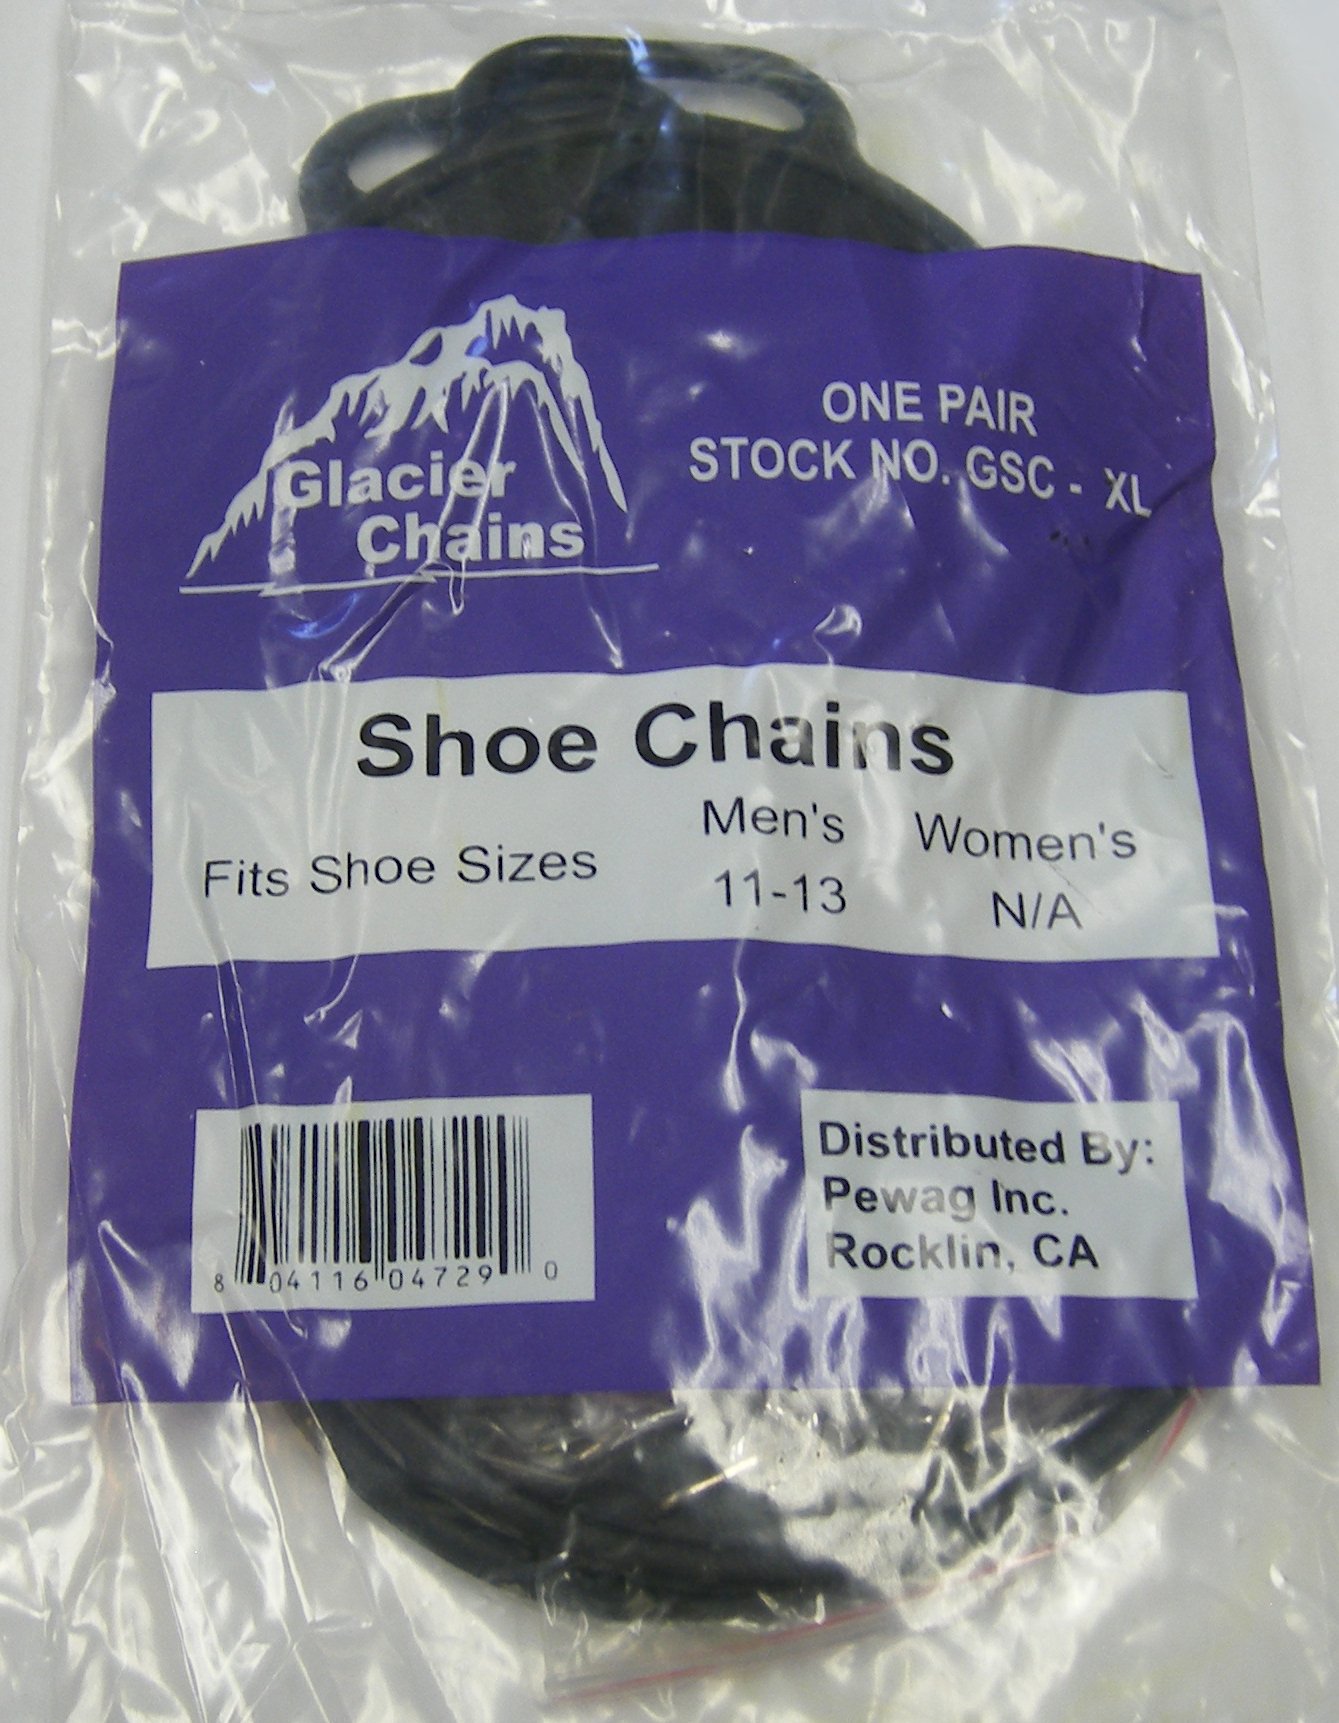 Glacier
Chains
ONE PAIR
STOCK NO. GSC - XL
Shoe Chains
Men's Women's
Fits Shoe Sizes
11-13 N/A
8 04116 04729 0
Distributed By:
Pewag Inc.
Rocklin, CA